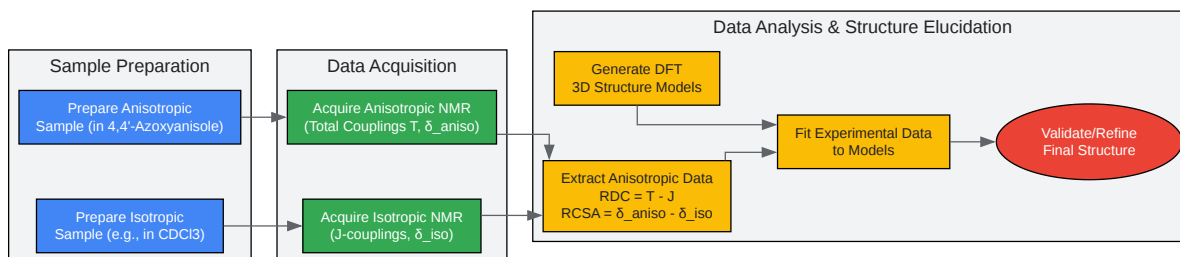 Sample Preparation
Prepare Anisotropic
Sample (in 4,4'-Azoxyanisole)
Prepare Isotropic
Sample (e.g., in CDCl3)
Data Acquisition
Acquire Anisotropic NMR
(Total Couplings T, δ_aniso)
Acquire Isotropic NMR
(J-couplings, δ_iso)
Data Analysis & Structure Elucidation
Generate DFT
3D Structure Models
Extract Anisotropic Data
RDC = T - J
RCSA = δ_aniso - δ_iso
Fit Experimental Data
to Models
Validate/Refine
Final Structure